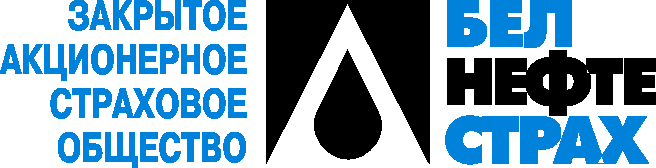 ЗАКРЫТОЕ
АКЦИОНЕРНОЕ
СТРАХОВОЕ
ОБЩЕСТВО
БЕЛ
НЕФТЕ
СТРАХ